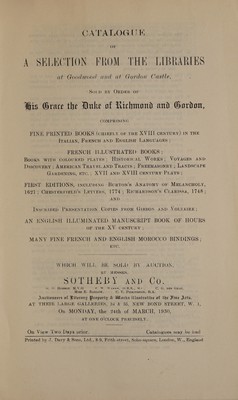 CATALOGUE
OF
A SELECTION FROM THE LIBRARIES
at Goodwood and at Gordon Castle,
SOLD BY ORDER OF
His Grace the Duke of Richmond and Gordon,
COMPRISING
FINE PRINTED BOOKS (CHIEFLY OF THE XVIII CENTURY) IN THE
ITALIAN, FRENCH AND ENGLISH LANGUAGES;
FRENCH ILLUSTRATED BOOKS;
BOOKS WITH COLOURED PLATES; HISTORICAL WORKS; VOYAGES AND
DISCOVERY; AMERICAN TRAVEL AND TRACTS; FREEMASONRY; LANDSCAPE
GARDENING, ETC.; XVII AND XVIII CENTURY PLAYS;
FIRST EDITIONS, INCLUDING BURTON'S ANATOMY OF MELANCHOLY,
1621; CHESTERFIELD'S LETTERS, 1774; RICHARDSON'S CLARISSA, 1748;
AND
INSCRIBED PRESENTATION COPIES FROM GIBBON AND VOLTAIRE;
AN ENGLISH ILLUMINATED MANUSCRIPT BOOK OF HOURS
OF THE XV CENTURY;
MANY FINE FRENCH AND ENGLISH MOROCCO BINDINGS;
ETC.
WHICH WILL BE SOLD BY AUCTION,
BY MESSRS.
SOTHEBY AND Co.
Auctioneers of Literary Property & Works illustrative of the Fine Arts,
AT THEIR LARGE GALLERIES, 34 & 35, NEW BOND STREET, W. 1,
On MONDAY, the 24th of MARCH, 1930,
AT ONE O'CLOCK PRECISELY.
On View Two Days prior. Catalogues may be had
Printed by J. Davy & Sons, Ltd., 8-9, Frith-street, Soho-square, London, W., England